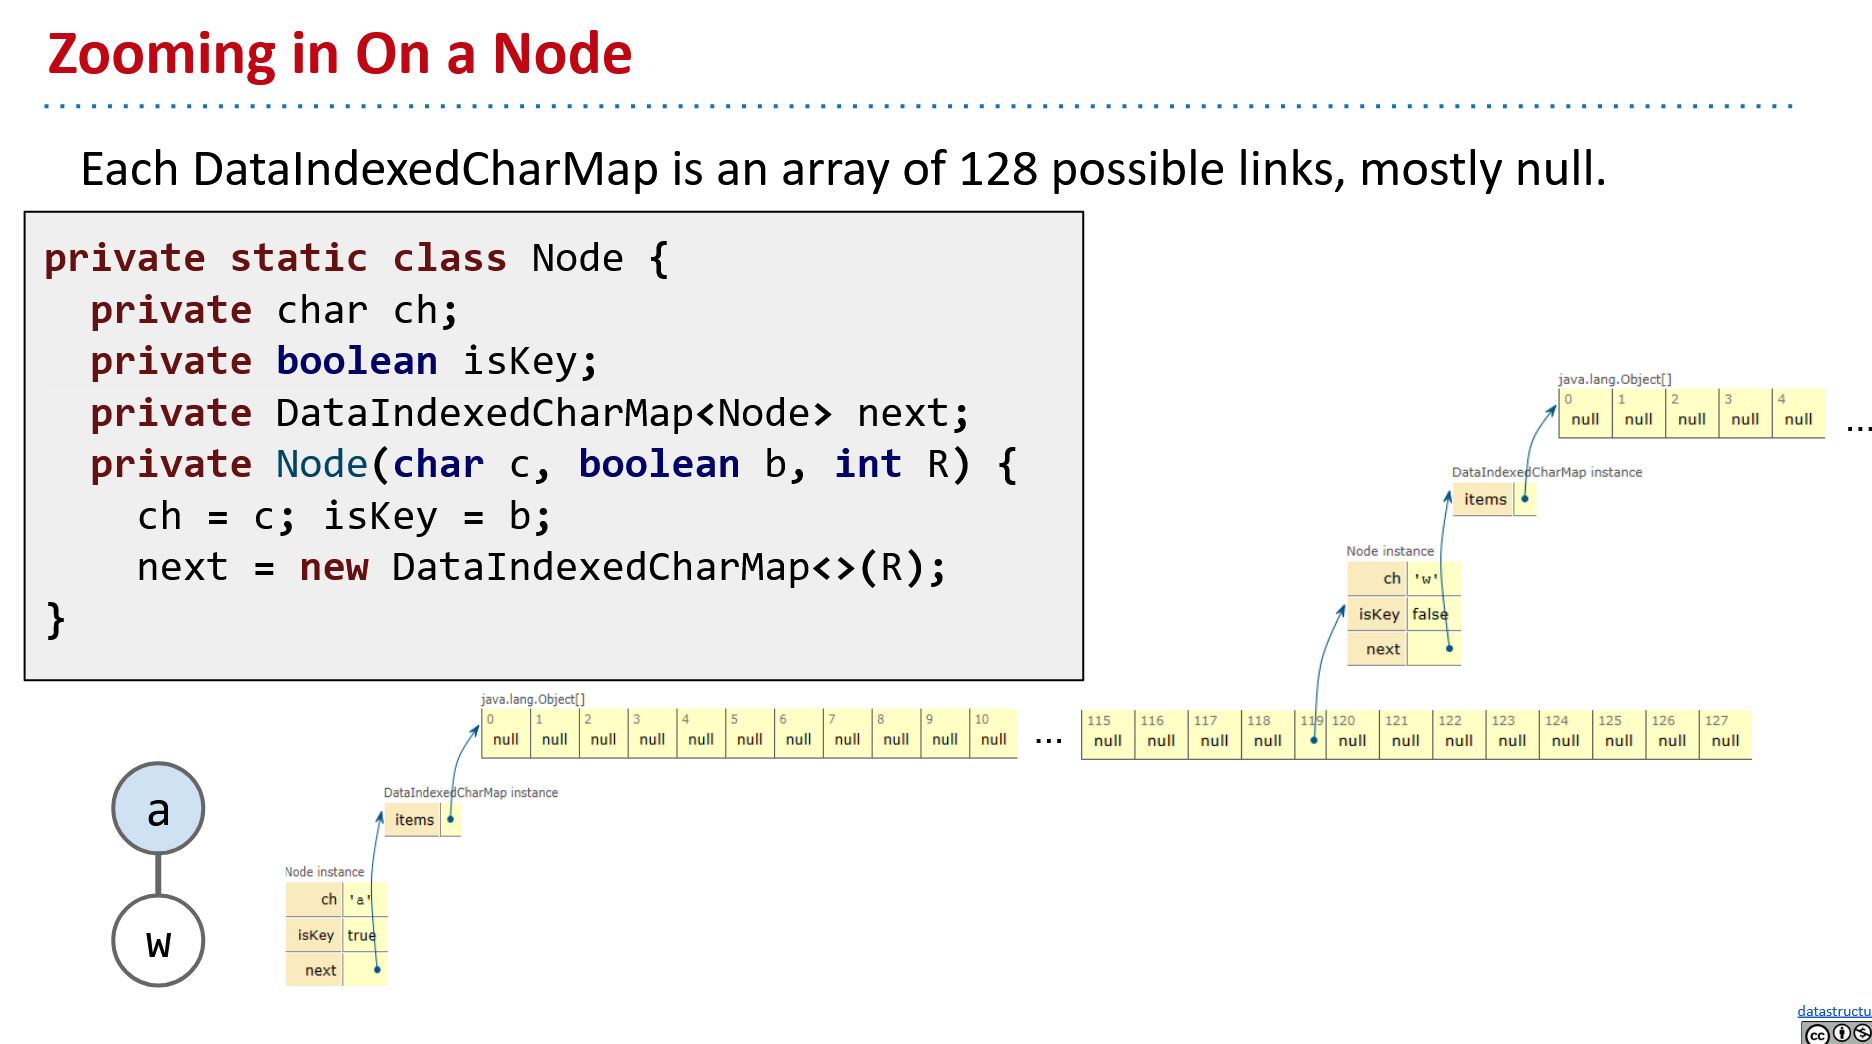 Zooming in On a Node
Each DataIndexedCharMap is an array of 128 possible links, mostly null.
private static class Node {
private char ch;
private boolean isKey;
private DataIndexedCharMap<Node> next;
private Node(char c, boolean b, int R) {
ch = c; isKey = b;
next = new DataIndexedCharMap<>(R);
}
java.lang.Object[]
0 1 2 3 4
null null null null null ...
DataIndexedCharMap instance
items
Node instance
ch 'w'
isKey false
next
java.lang.Object[]
0 1 2 3 4 5 6 7 8 9 10 ... 115 116 117 118 119 120 121 122 123 124 125 126 127
null null null null null null null null null null null null null null null null null null null null null null null
DataIndexedCharMap instance
items
Node instance
ch 'a'
isKey true
next
a
w
datastructu
cc